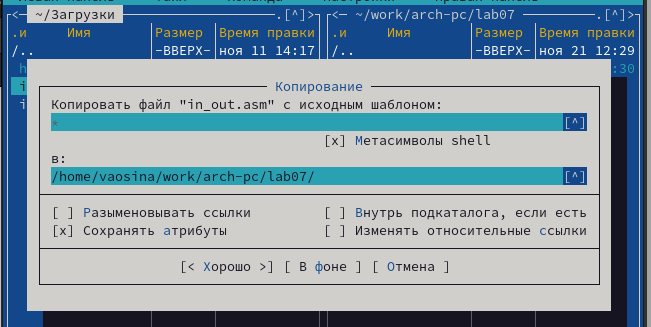 <─ ~/Загрузки ─.[^]> <─ ~/work/arch-pc/lab07 ─.[^]>
.и Имя Размер Время правки .и Имя Размер Время правки
/.. -ВВЕРХ- ноя 11 14:17 /.. -ВВЕРХ- ноя 21 12:29
:30
Копирование
Копировать файл "in_out.asm" с исходным шаблоном:
* [^]
[x] Метасимволы shell
в:
/home/vaosina/work/arch-pc/lab07/ [^]
[ ] Разыменовывать ссылки [ ] Внутрь подкаталога, если есть
[x] Сохранять атрибуты [ ] Изменять относительные ссылки
[< Хорошо >] [ В фоне ] [ Отмена ]